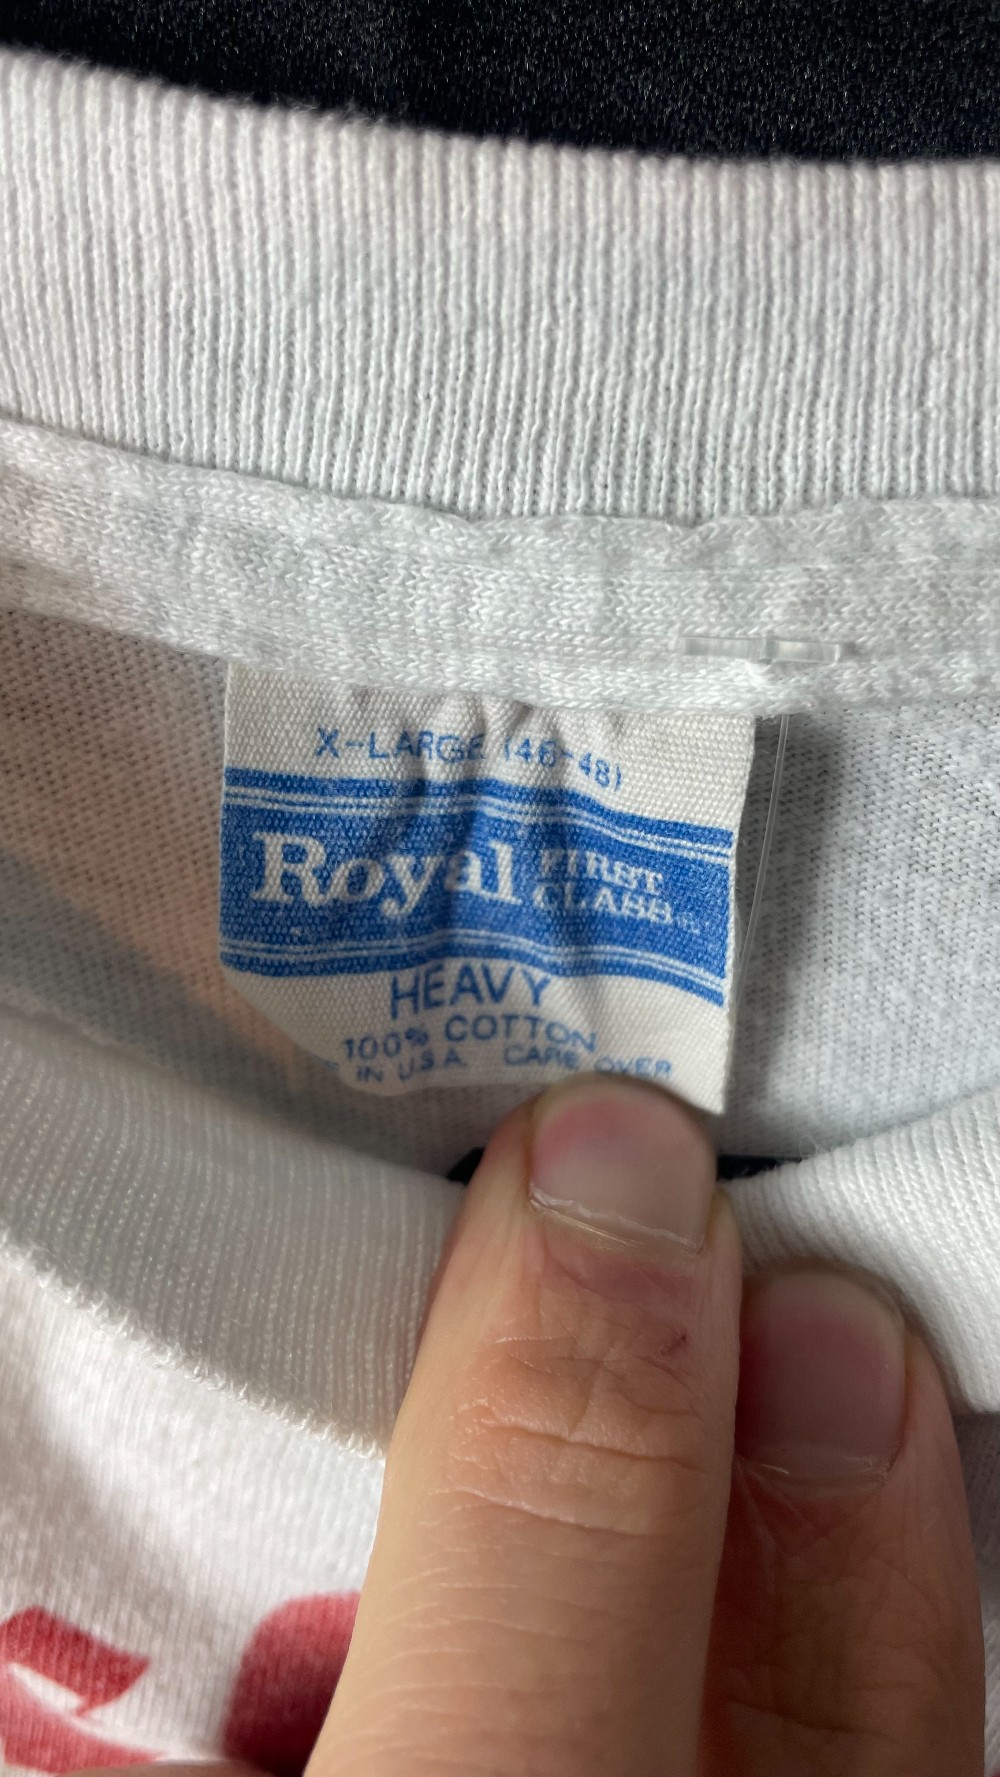 X-LARGE (46-48)
Royal FIRST
CLASS®
HEAVY
100% COTTON
IN U.S.A. CARE OVER